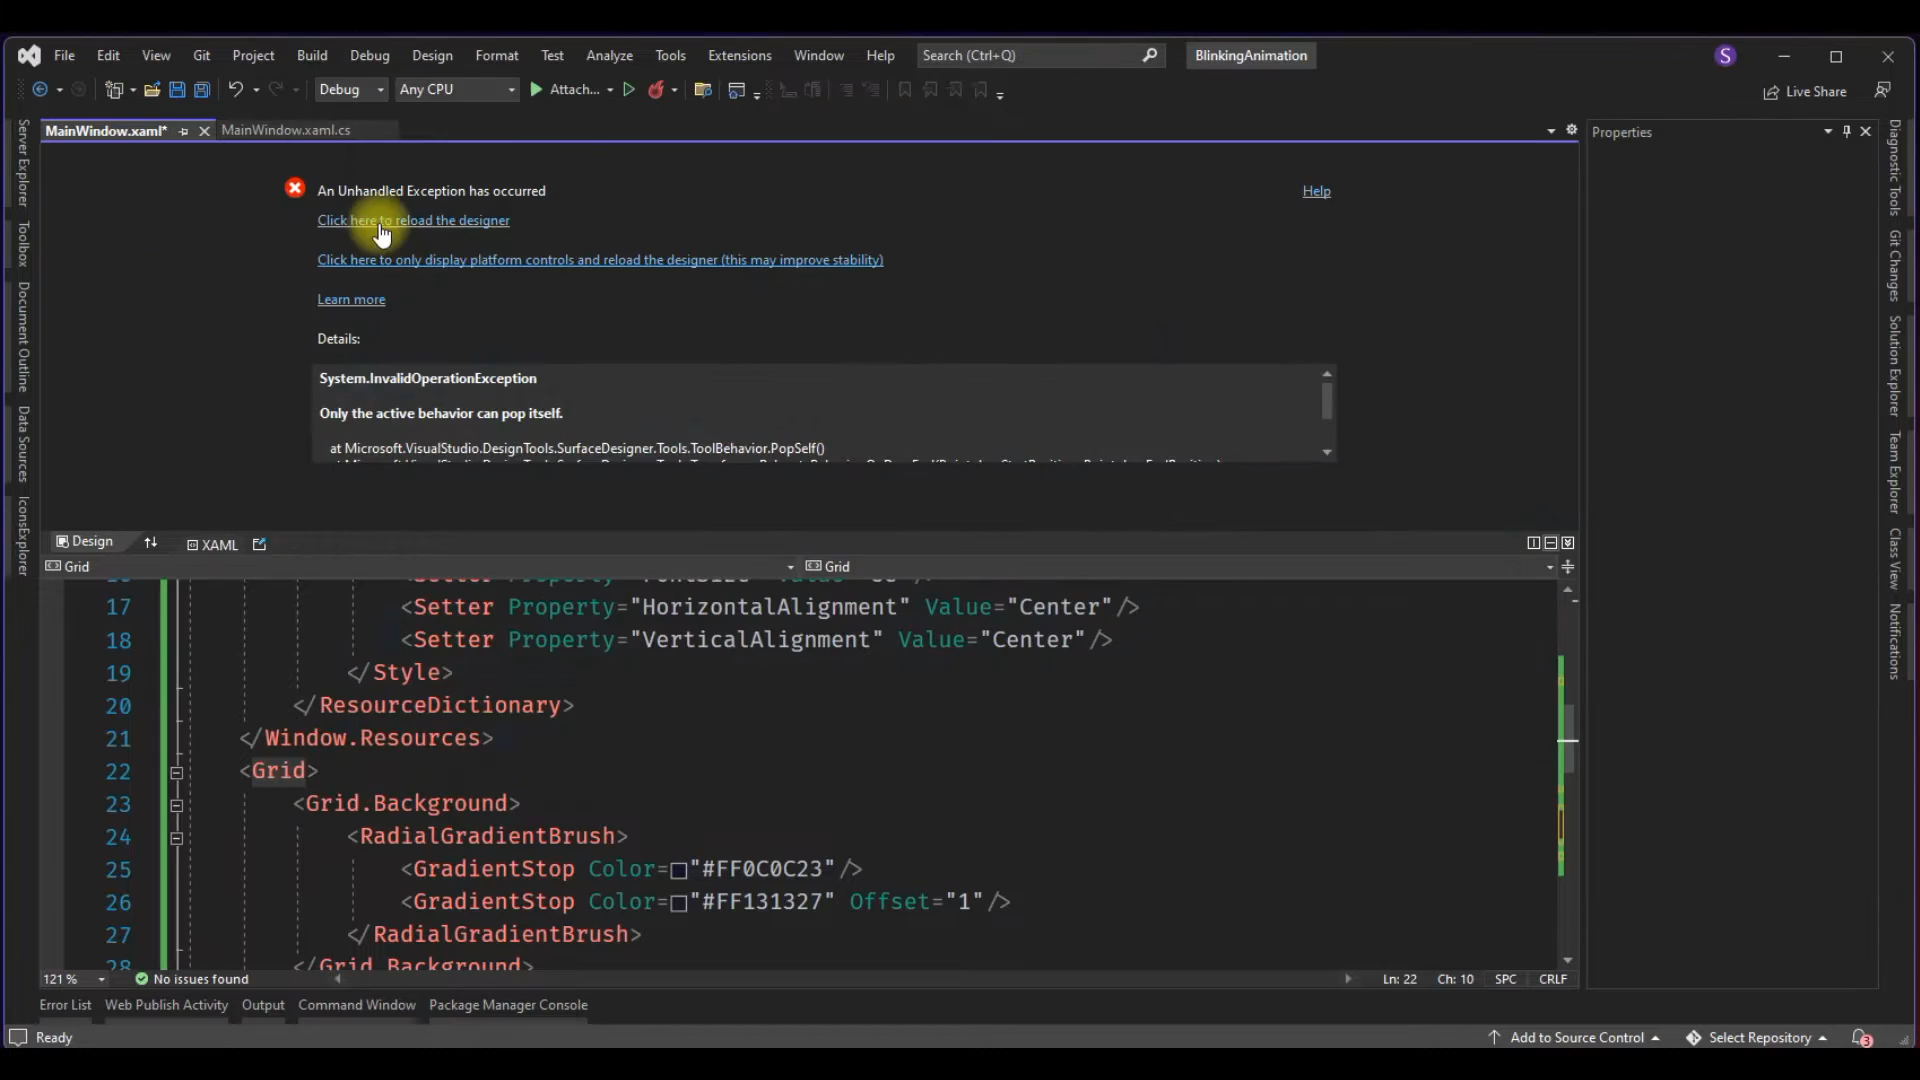 File Edit View Git Project Build Debug Design Format Test Analyze Tools Extensions Window Help Search (Ctrl+Q) BlinkingAnimation S
Debug Any CPU Attach... Live Share
MainWindow.xaml* MainWindow.xaml.cs Properties
Server Explorer
Toolbox
Document Outline
Data Sources
IconsExplorer
An Unhandled Exception has occurred Help
Click here to reload the designer
Click here to only display platform controls and reload the designer (this may improve stability)
Learn more
Details:
System.InvalidOperationException
Only the active behavior can pop itself.
at Microsoft.VisualStudio.DesignTools.SurfaceDesigner.Tools.ToolBehavior.PopSelf()
Diagnostic Tools
Git Changes
Solution Explorer
Team Explorer
Class View
Notifications
Design XAML
Grid Grid
17 <Setter Property="HorizontalAlignment" Value="Center"/>
18 <Setter Property="VerticalAlignment" Value="Center"/>
19 </Style>
20 </ResourceDictionary>
21 </Window.Resources>
22 <Grid>
23 <Grid.Background>
24 <RadialGradientBrush>
25 <GradientStop Color="#FF0C0C23"/>
26 <GradientStop Color="#FF131327" Offset="1"/>
27 </RadialGradientBrush>
28 </Grid.Background>
121 % No issues found Ln: 22 Ch: 10 SPC CRLF
Error List Web Publish Activity Output Command Window Package Manager Console
Ready Add to Source Control Select Repository 3